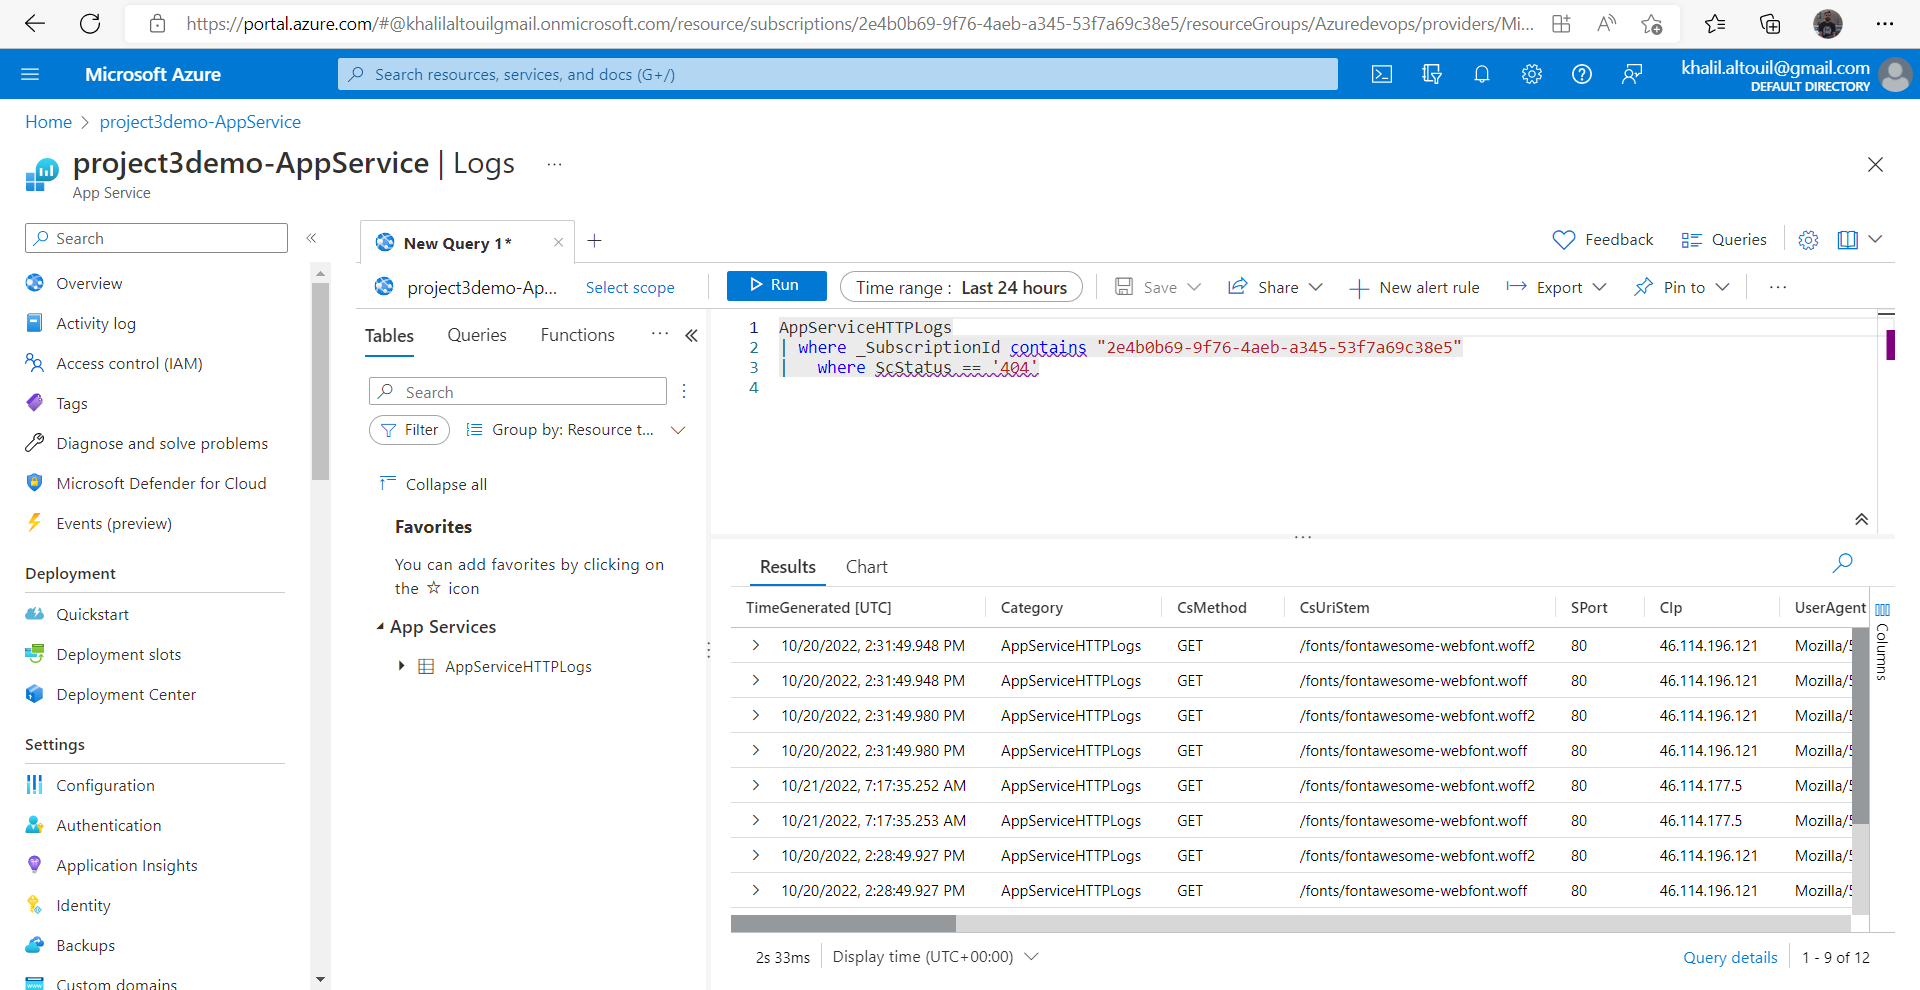 https://portal.azure.com/#@khalilaltouilgmail.onmicrosoft.com/resource/subscriptions/2e4b0b69-9f76-4aeb-a345-53f7a69c38e5/resourceGroups/Azuredevops/providers/Mi...
Microsoft Azure
Search resources, services, and docs (G+/)
khalil.altouil@gmail.com
DEFAULT DIRECTORY
Home > project3demo-AppService
project3demo-AppService | Logs ...
App Service
Search
Overview
Activity log
Access control (IAM)
Tags
Diagnose and solve problems
Microsoft Defender for Cloud
Events (preview)
Deployment
Quickstart
Deployment slots
Deployment Center
Settings
Configuration
Authentication
Application Insights
Identity
Backups
Custom domains
New Query 1*
Feedback
Queries
project3demo-Ap...
Select scope
Run
Time range : Last 24 hours
Save
Share
New alert rule
Export
Pin to
...
Tables
Queries
Functions
...
Search
Filter
Group by: Resource t...
Collapse all
Favorites
You can add favorites by clicking on
the ☆ icon
App Services
AppServiceHTTPLogs
1 AppServiceHTTPLogs
2 | where _SubscriptionId contains "2e4b0b69-9f76-4aeb-a345-53f7a69c38e5"
3 | where ScStatus == '404'
4
Results
Chart
TimeGenerated [UTC] Category CsMethod CsUriStem SPort CIp UserAgent
10/20/2022, 2:31:49.948 PM AppServiceHTTPLogs GET /fonts/fontawesome-webfont.woff2 80 46.114.196.121 Mozilla/5
10/20/2022, 2:31:49.948 PM AppServiceHTTPLogs GET /fonts/fontawesome-webfont.woff 80 46.114.196.121 Mozilla/5
10/20/2022, 2:31:49.980 PM AppServiceHTTPLogs GET /fonts/fontawesome-webfont.woff2 80 46.114.196.121 Mozilla/5
10/20/2022, 2:31:49.980 PM AppServiceHTTPLogs GET /fonts/fontawesome-webfont.woff 80 46.114.196.121 Mozilla/5
10/21/2022, 7:17:35.252 AM AppServiceHTTPLogs GET /fonts/fontawesome-webfont.woff2 80 46.114.177.5 Mozilla/5
10/21/2022, 7:17:35.253 AM AppServiceHTTPLogs GET /fonts/fontawesome-webfont.woff 80 46.114.177.5 Mozilla/5
10/20/2022, 2:28:49.927 PM AppServiceHTTPLogs GET /fonts/fontawesome-webfont.woff2 80 46.114.196.121 Mozilla/5
10/20/2022, 2:28:49.927 PM AppServiceHTTPLogs GET /fonts/fontawesome-webfont.woff 80 46.114.196.121 Mozilla/5
Columns
2s 33ms
Display time (UTC+00:00)
Query details
1 - 9 of 12